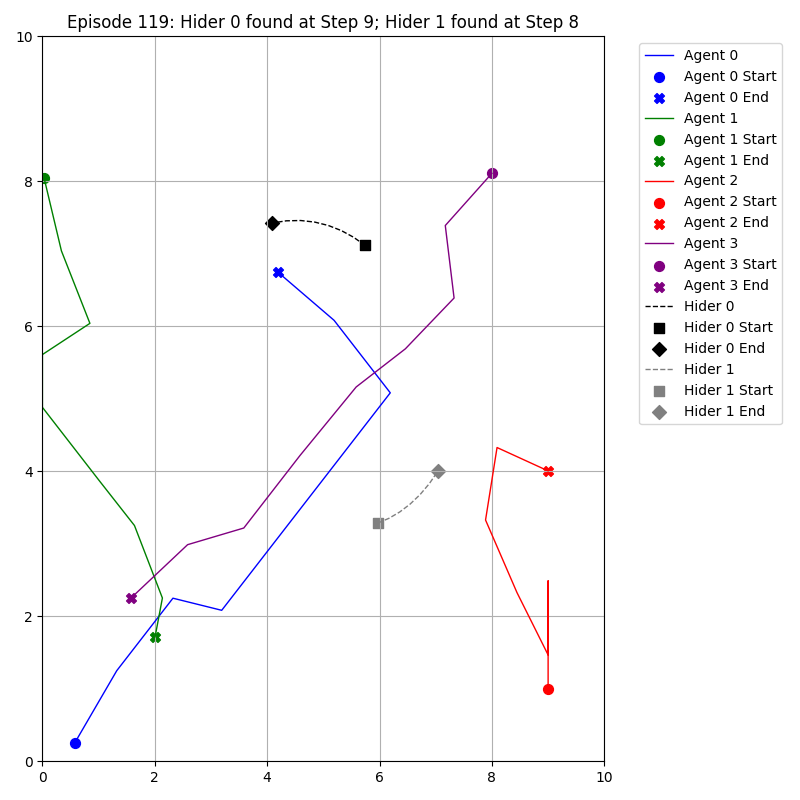 Episode 119: Hider 0 found at Step 9; Hider 1 found at Step 8
10
8
6
4
2
0
0 2 4 6 8 10
Agent 0
Agent 0 Start
Agent 0 End
Agent 1
Agent 1 Start
Agent 1 End
Agent 2
Agent 2 Start
Agent 2 End
Agent 3
Agent 3 Start
Agent 3 End
Hider 0
Hider 0 Start
Hider 0 End
Hider 1
Hider 1 Start
Hider 1 End